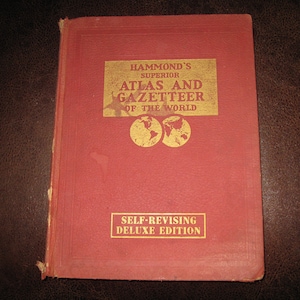 HAMMOND'S
SUPERIOR
ATLAS AND
GAZETTEER
OF THE WORLD
SELF-REVISING
DELUXE EDITION